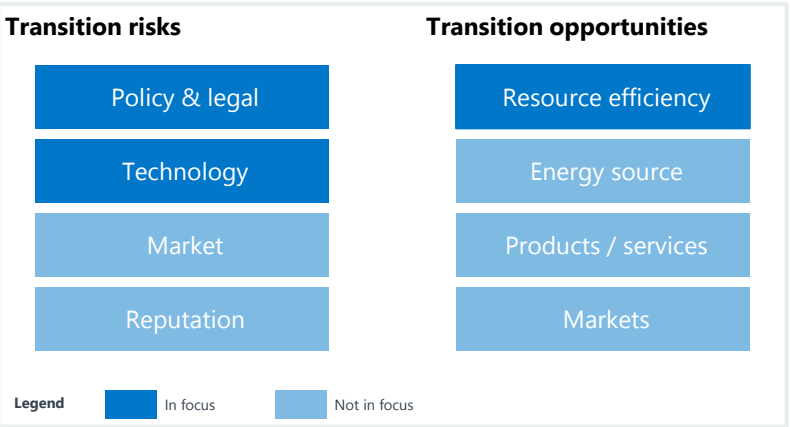 Transition risks
Policy & legal
Technology
Market
Reputation
Transition opportunities
Resource efficiency
Energy source
Products / services
Markets
Legend
In focus
Not in focus